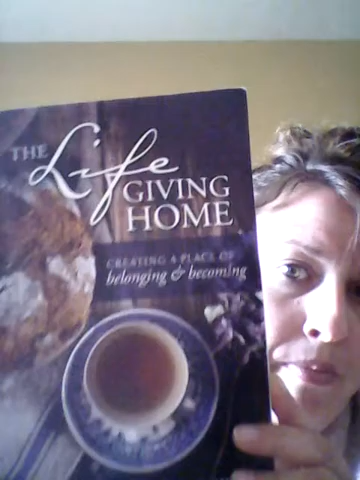 THE
Life
GIVING
HOME
CREATING A PLACE OF
belonging & becoming